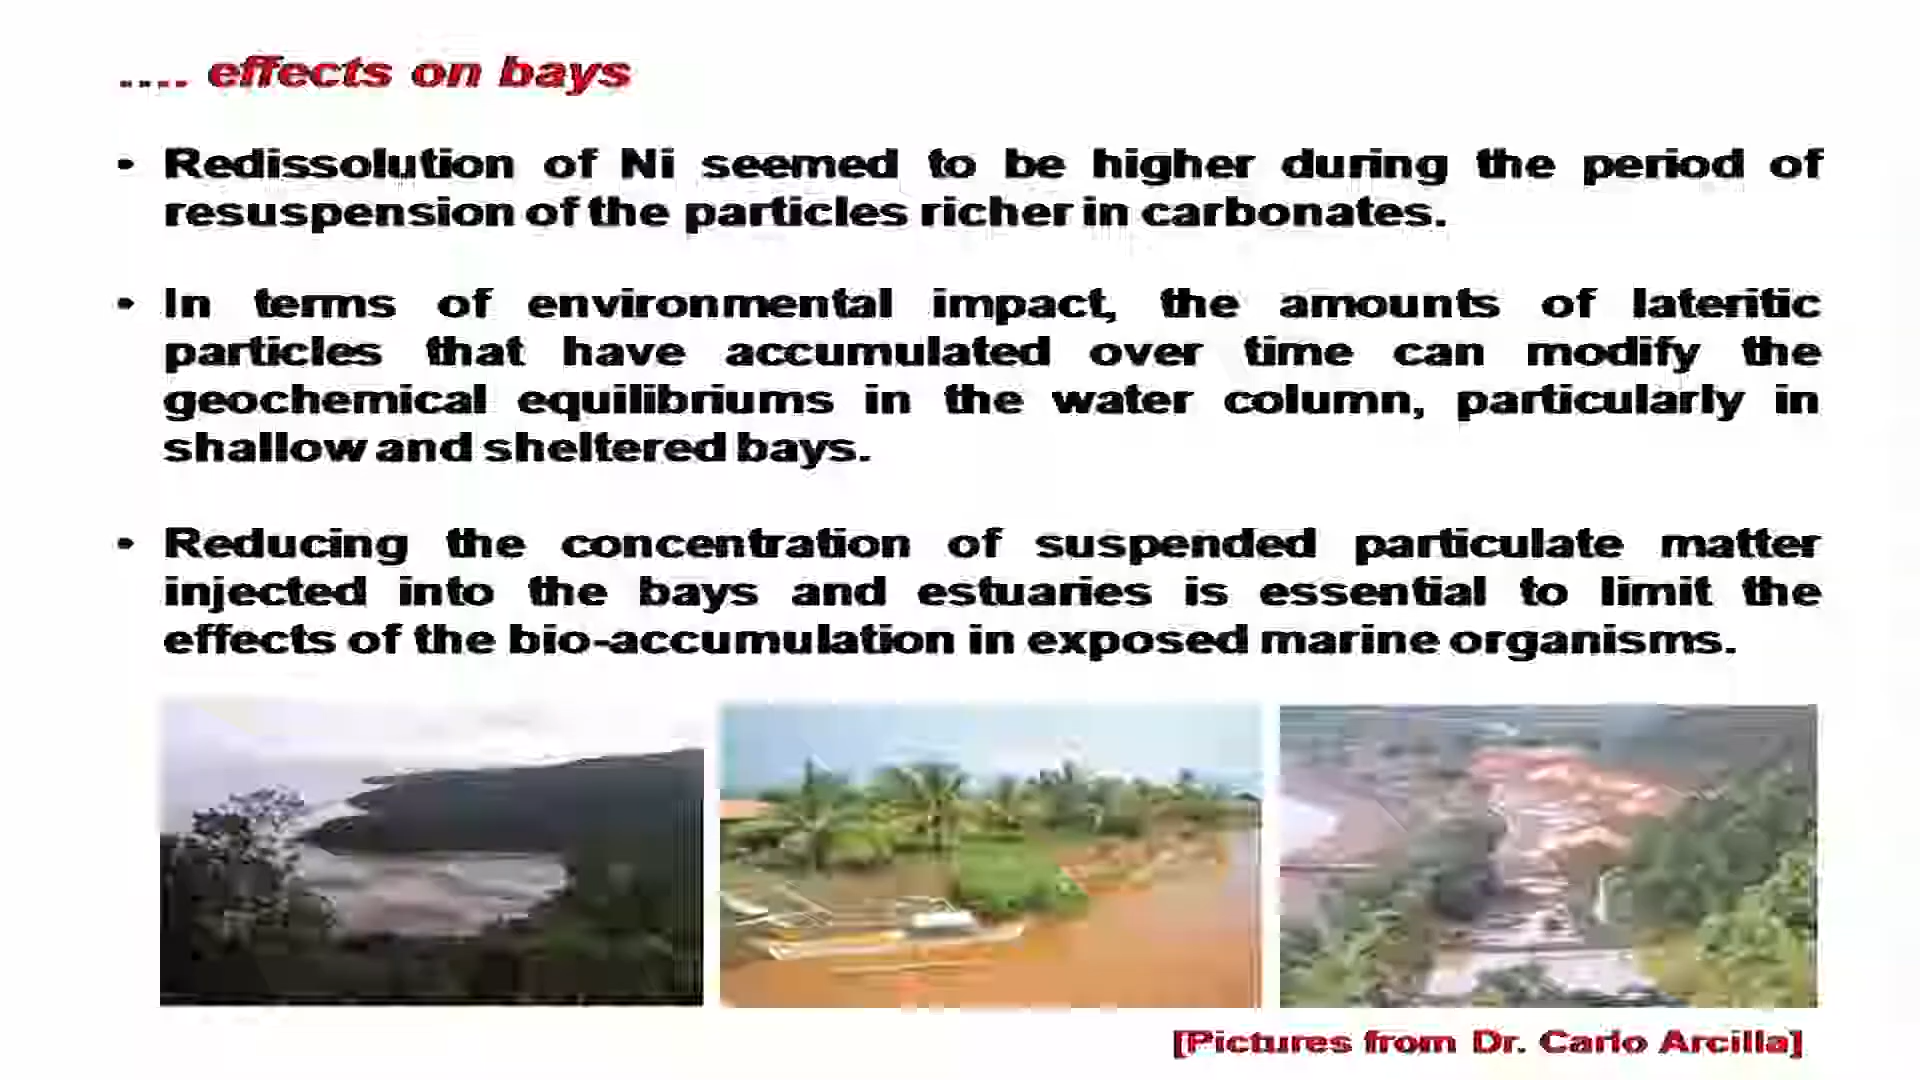 .... effects on bays
• Redissolution of Ni seemed to be higher during the period of
resuspension of the particles richer in carbonates.
• In terms of environmental impact, the amounts of lateritic
particles that have accumulated over time can modify the
geochemical equilibriums in the water column, particularly in
shallow and sheltered bays.
• Reducing the concentration of suspended particulate matter
injected into the bays and estuaries is essential to limit the
effects of the bio-accumulation in exposed marine organisms.
[Pictures from Dr. Carlo Arcilla]